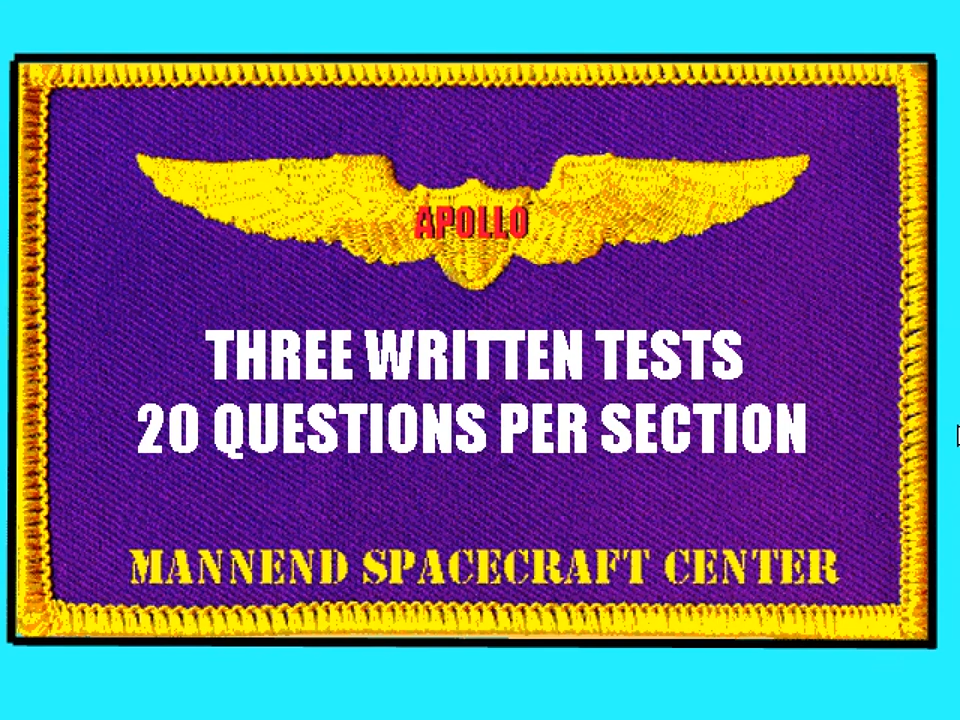 APOLLO
THREE WRITTEN TESTS
20 QUESTIONS PER SECTION
MANNEND SPACECRAFT CENTER